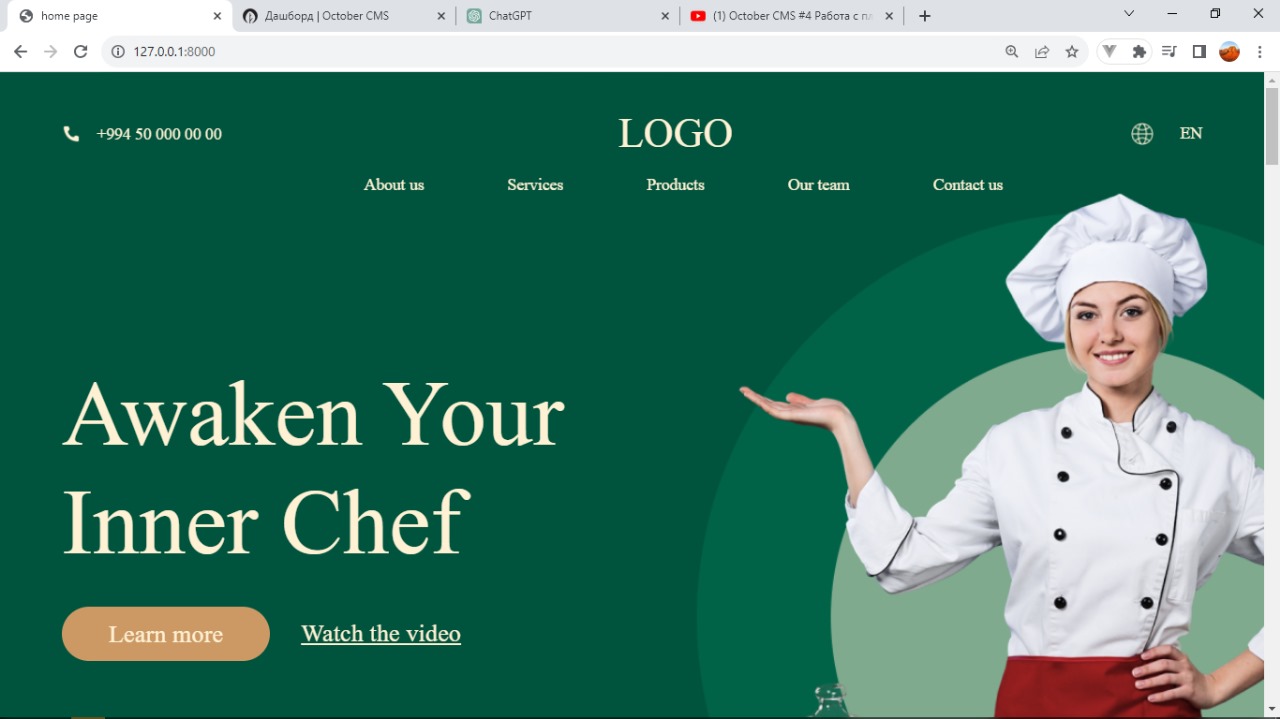 home page
Дашборд | October CMS
ChatGPT
(1) October CMS #4 Работа с пл
127.0.0.1:8000
+994 50 000 00 00
LOGO
EN
About us
Services
Products
Our team
Contact us
Awaken Your
Inner Chef
Learn more
Watch the video